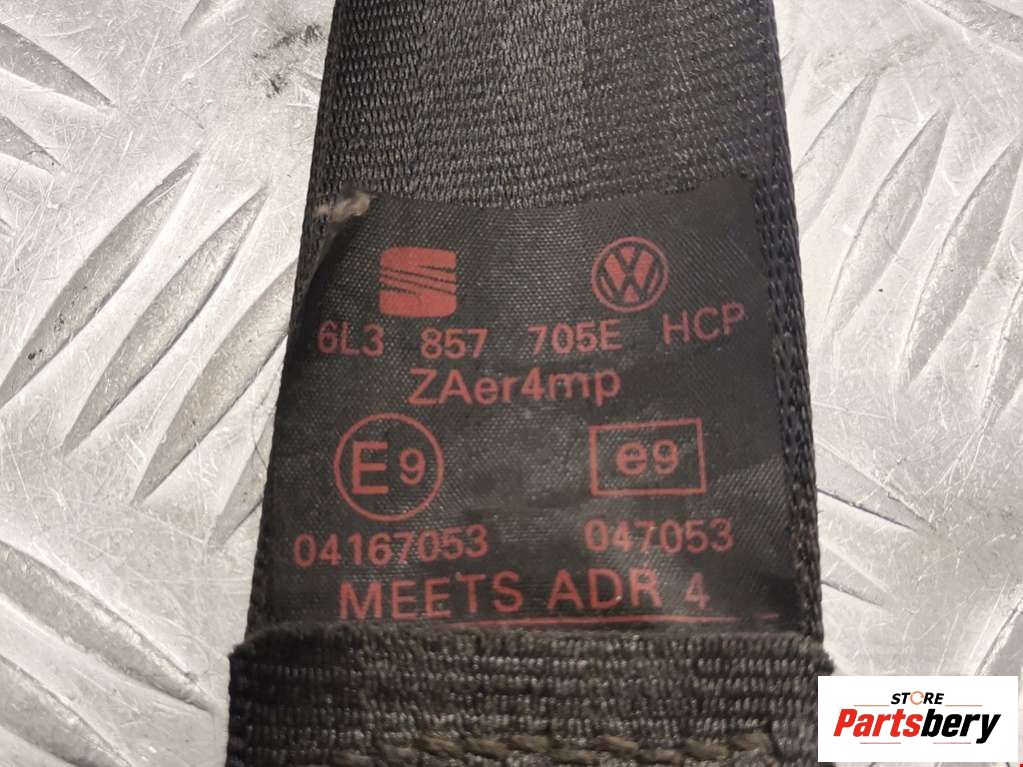 6L3 857 705E HCP
ZAer4mp
E9 e9
04167053 047053
MEETS ADR 4
STORE
Partsbery